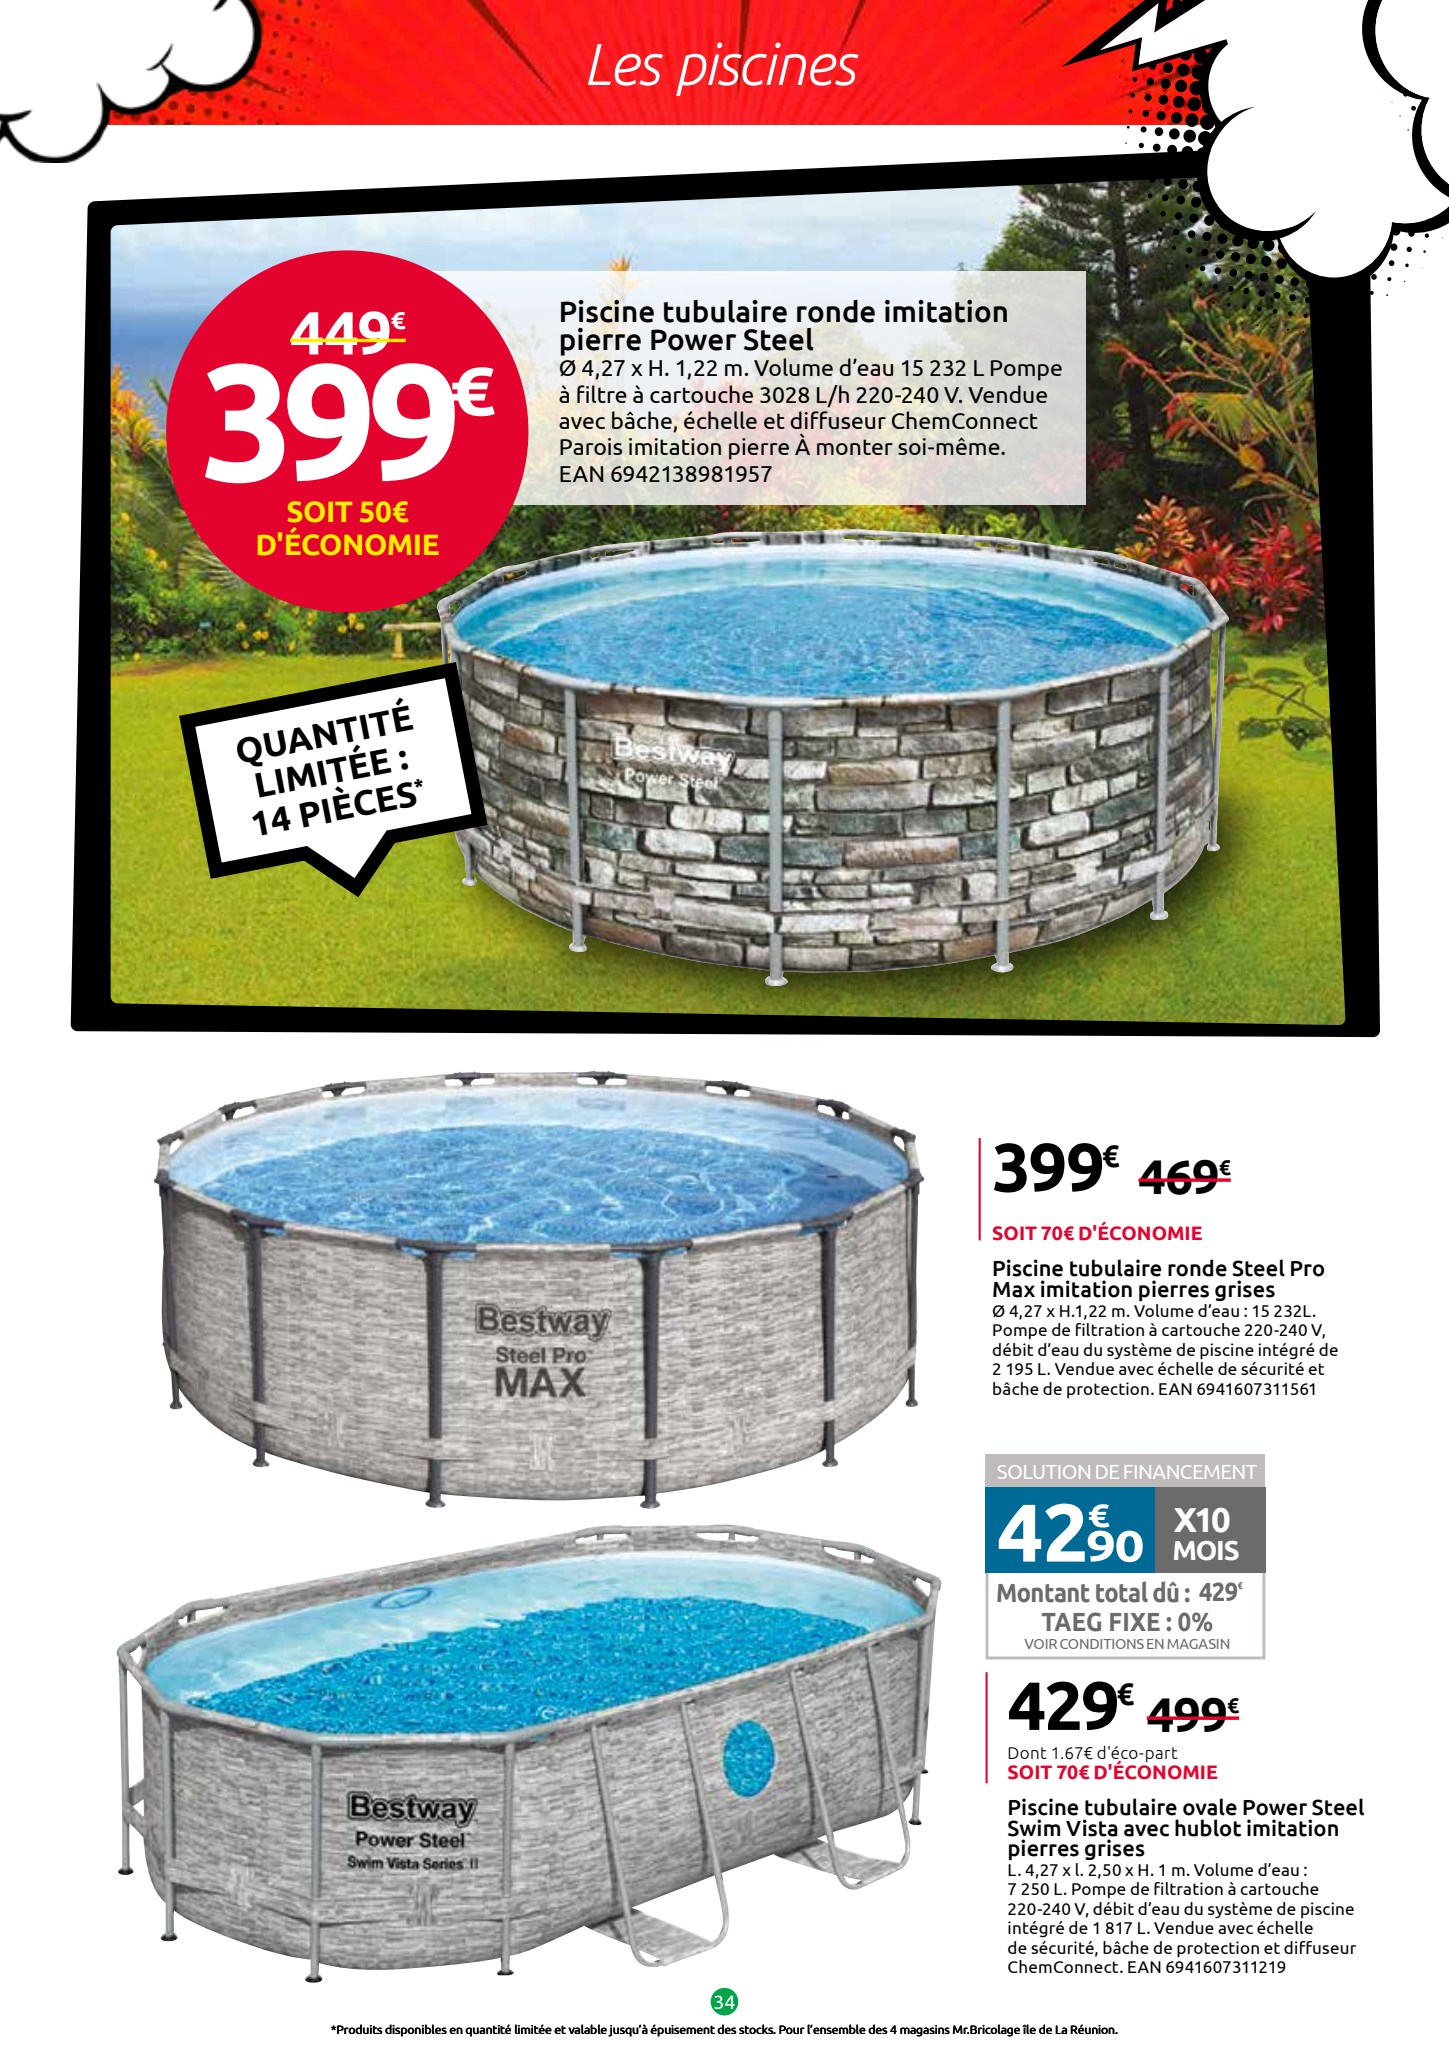 Les piscines
449€
399€
SOIT 50€
D'ÉCONOMIE
Piscine tubulaire ronde imitation
pierre Power Steel
Ø 4,27 x H. 1,22 m. Volume d'eau 15 232 L Pompe
à filtre à cartouche 3028 L/h 220-240 V. Vendue
avec bâche, échelle et diffuseur ChemConnect
Parois imitation pierre À monter soi-même.
EAN 6942138981957
QUANTITÉ
LIMITÉE :
14 PIÈCES*
Bestway
Power Steel
Bestway
Steel Pro
MAX
399€ 469€
SOIT 70€ D'ÉCONOMIE
Piscine tubulaire ronde Steel Pro
Max imitation pierres grises
Ø 4,27 x H.1,22 m. Volume d'eau : 15 232L.
Pompe de filtration à cartouche 220-240 V,
débit d'eau du système de piscine intégré de
2 195 L. Vendue avec échelle de sécurité et
bâche de protection. EAN 6941607311561
SOLUTION DE FINANCEMENT
42€90 X10
MOIS
Montant total dû : 429€
TAEG FIXE : 0%
VOIR CONDITIONS EN MAGASIN
429€ 499€
Dont 1.67€ d'éco-part
SOIT 70€ D'ÉCONOMIE
Piscine tubulaire ovale Power Steel
Swim Vista avec hublot imitation
pierres grises
L. 4,27 x l. 2,50 x H. 1 m. Volume d'eau :
7 250 L. Pompe de filtration à cartouche
220-240 V, débit d'eau du système de piscine
intégré de 1 817 L. Vendue avec échelle
de sécurité, bâche de protection et diffuseur
ChemConnect. EAN 6941607311219
Bestway
Power Steel
Swim Vista Series II
34
*Produits disponibles en quantité limitée et valable jusqu'à épuisement des stocks. Pour l'ensemble des 4 magasins Mr.Bricolage île de La Réunion.